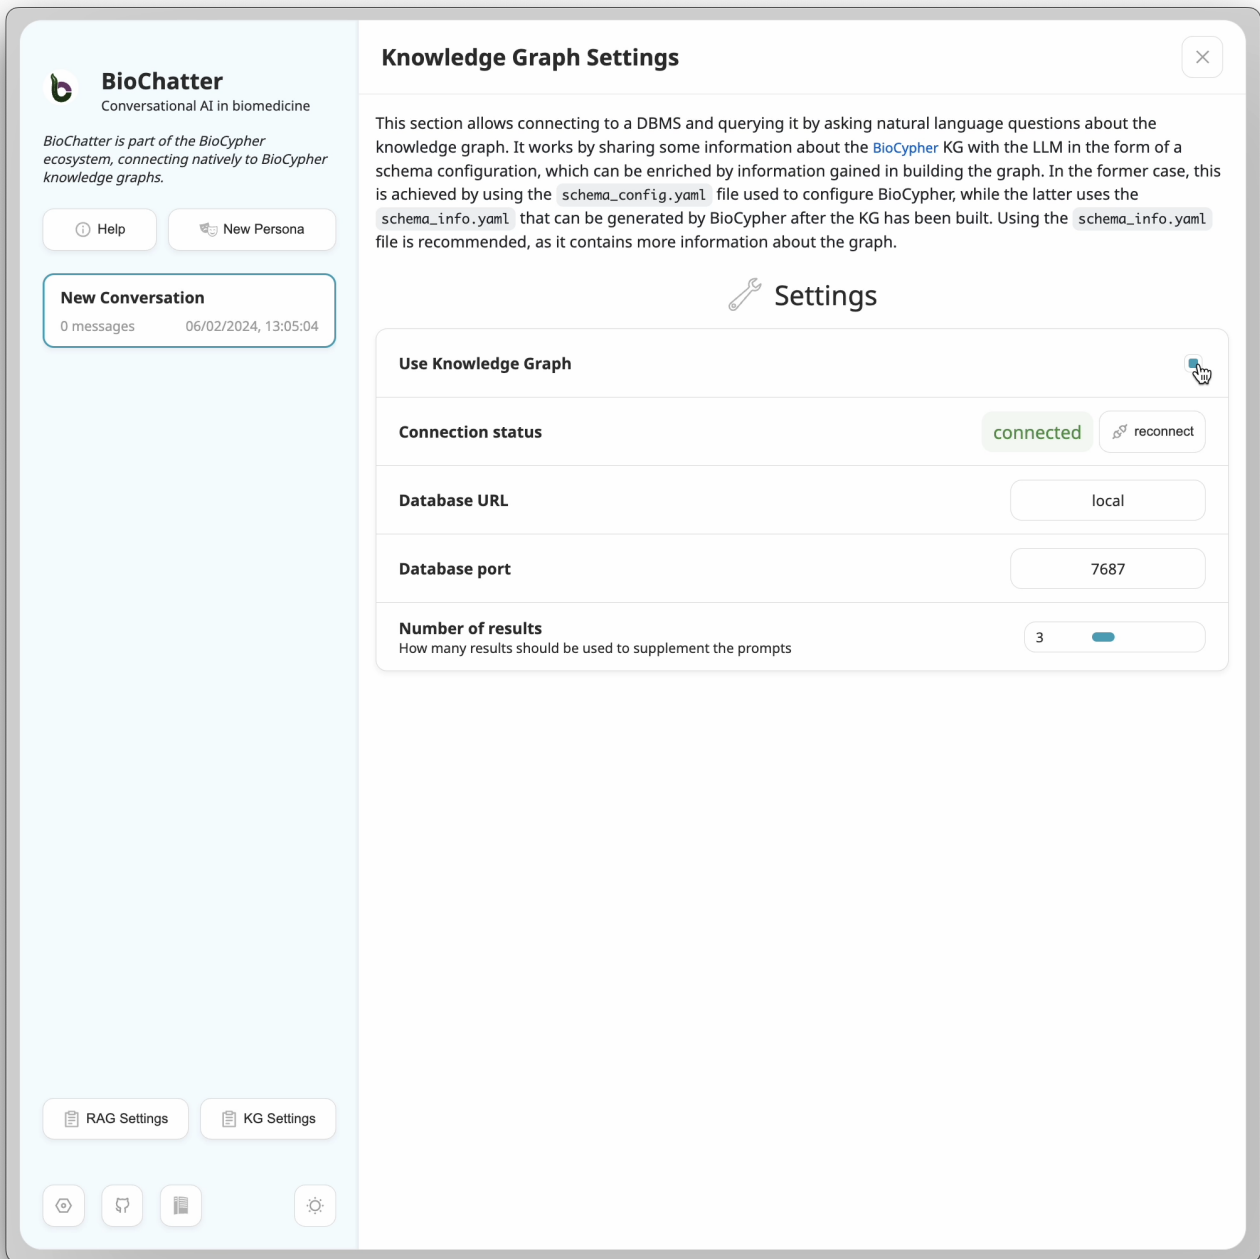 BioChatter
Conversational AI in biomedicine
BioChatter is part of the BioCypher
ecosystem, connecting natively to BioCypher
knowledge graphs.
Help
New Persona
New Conversation
0 messages
06/02/2024, 13:05:04
RAG Settings
KG Settings
Knowledge Graph Settings
This section allows connecting to a DBMS and querying it by asking natural language questions about the
knowledge graph. It works by sharing some information about the BioCypher KG with the LLM in the form of a
schema configuration, which can be enriched by information gained in building the graph. In the former case, this
is achieved by using the schema_config.yaml file used to configure BioCypher, while the latter uses the
schema_info.yaml that can be generated by BioCypher after the KG has been built. Using the schema_info.yaml
file is recommended, as it contains more information about the graph.
Settings
Use Knowledge Graph
Connection status
connected
reconnect
Database URL
local
Database port
7687
Number of results
How many results should be used to supplement the prompts
3